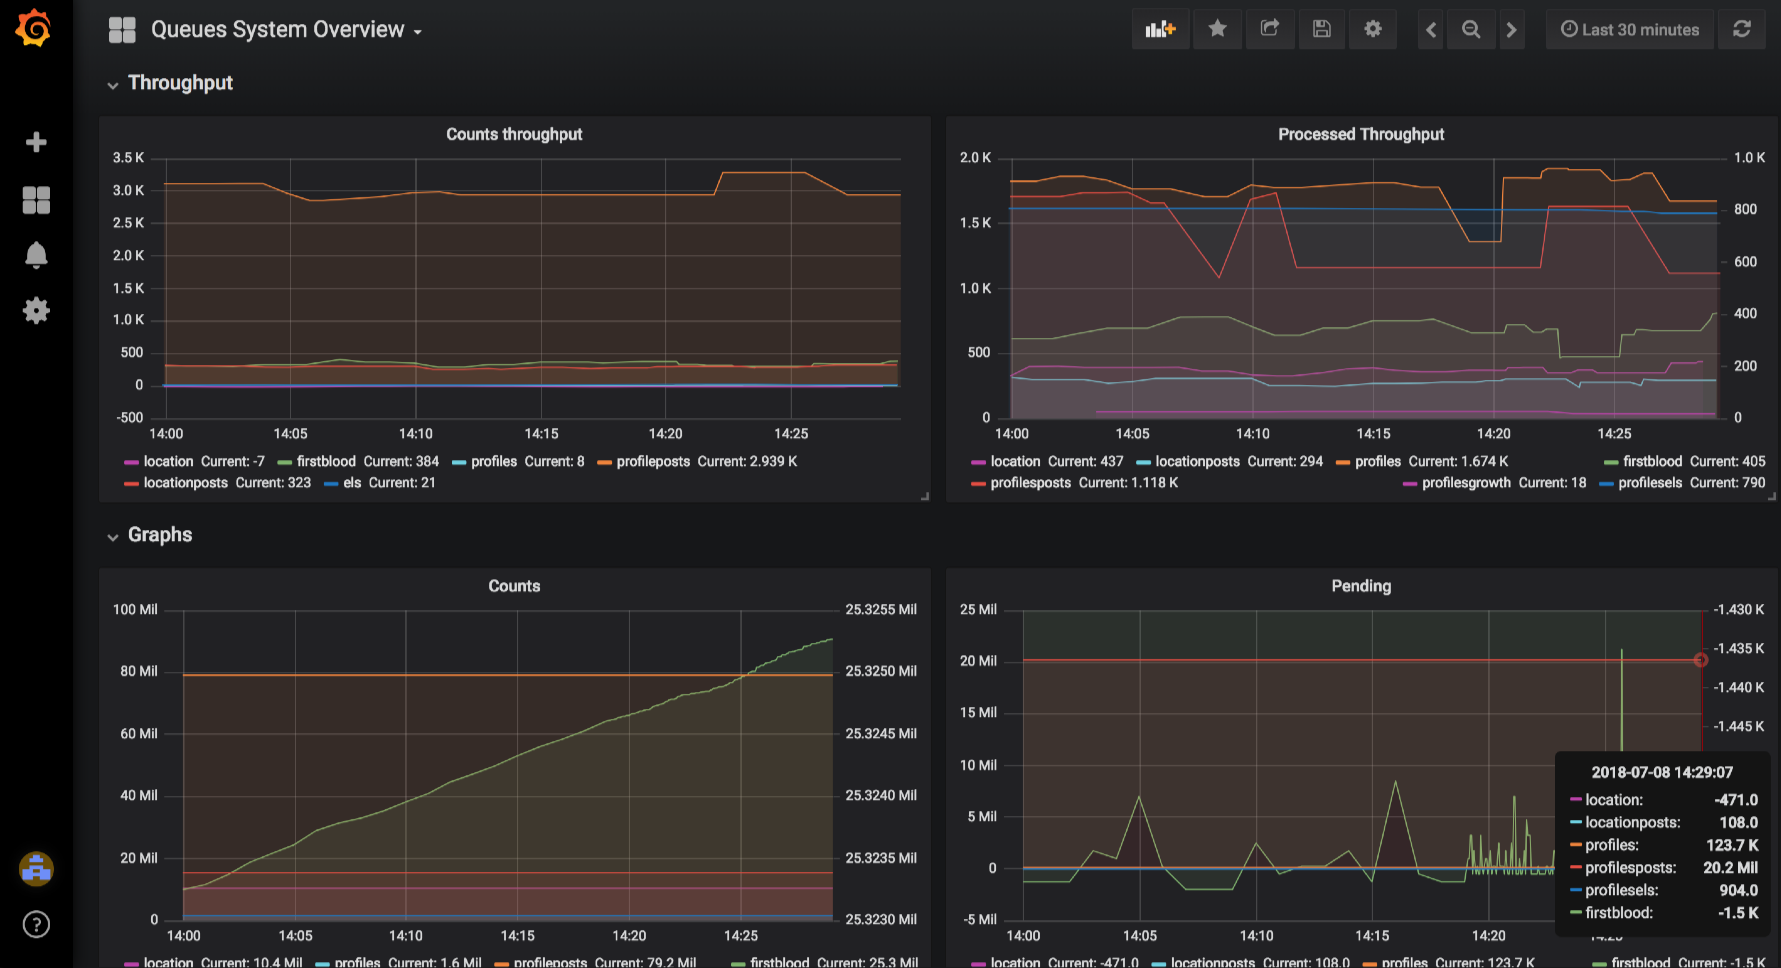 Queues System Overview
Last 30 minutes
Throughput
Counts throughput
3.5 K
3.0 K
2.5 K
2.0 K
1.5 K
1.0 K
500
0
-500
14:00 14:05 14:10 14:15 14:20 14:25
location Current: -7 firstblood Current: 384 profiles Current: 8 profileposts Current: 2.939 K
locationposts Current: 323 els Current: 21
Processed Throughput
2.0 K
1.5 K
1.0 K
500
0
1.0 K
800
600
400
200
0
14:00 14:05 14:10 14:15 14:20 14:25
location Current: 437 locationposts Current: 294 profiles Current: 1.674 K firstblood Current: 405
profilesposts Current: 1.118 K profilesgrowth Current: 18 profilesels Current: 790
Graphs
Counts
100 Mil
80 Mil
60 Mil
40 Mil
20 Mil
0
25.3255 Mil
25.3250 Mil
25.3245 Mil
25.3240 Mil
25.3235 Mil
25.3230 Mil
14:00 14:05 14:10 14:15 14:20 14:25
location Current: 10.4 Mil profiles Current: 1.6 Mil profileposts Current: 79.2 Mil firstblood Current: 25.3 Mil
Pending
25 Mil
20 Mil
15 Mil
10 Mil
5 Mil
0
-5 Mil
-1.430 K
-1.435 K
-1.440 K
-1.445 K
14:00 14:05 14:10 14:15 14:20
2018-07-08 14:29:07
location: -471.0
locationposts: 108.0
profiles: 123.7 K
profilesposts: 20.2 Mil
profilesels: 904.0
firstblood: -1.5 K
location Current: -471.0 locationposts Current: 108.0 profiles Current: 123.7 K firstblood Current: -1.5 K